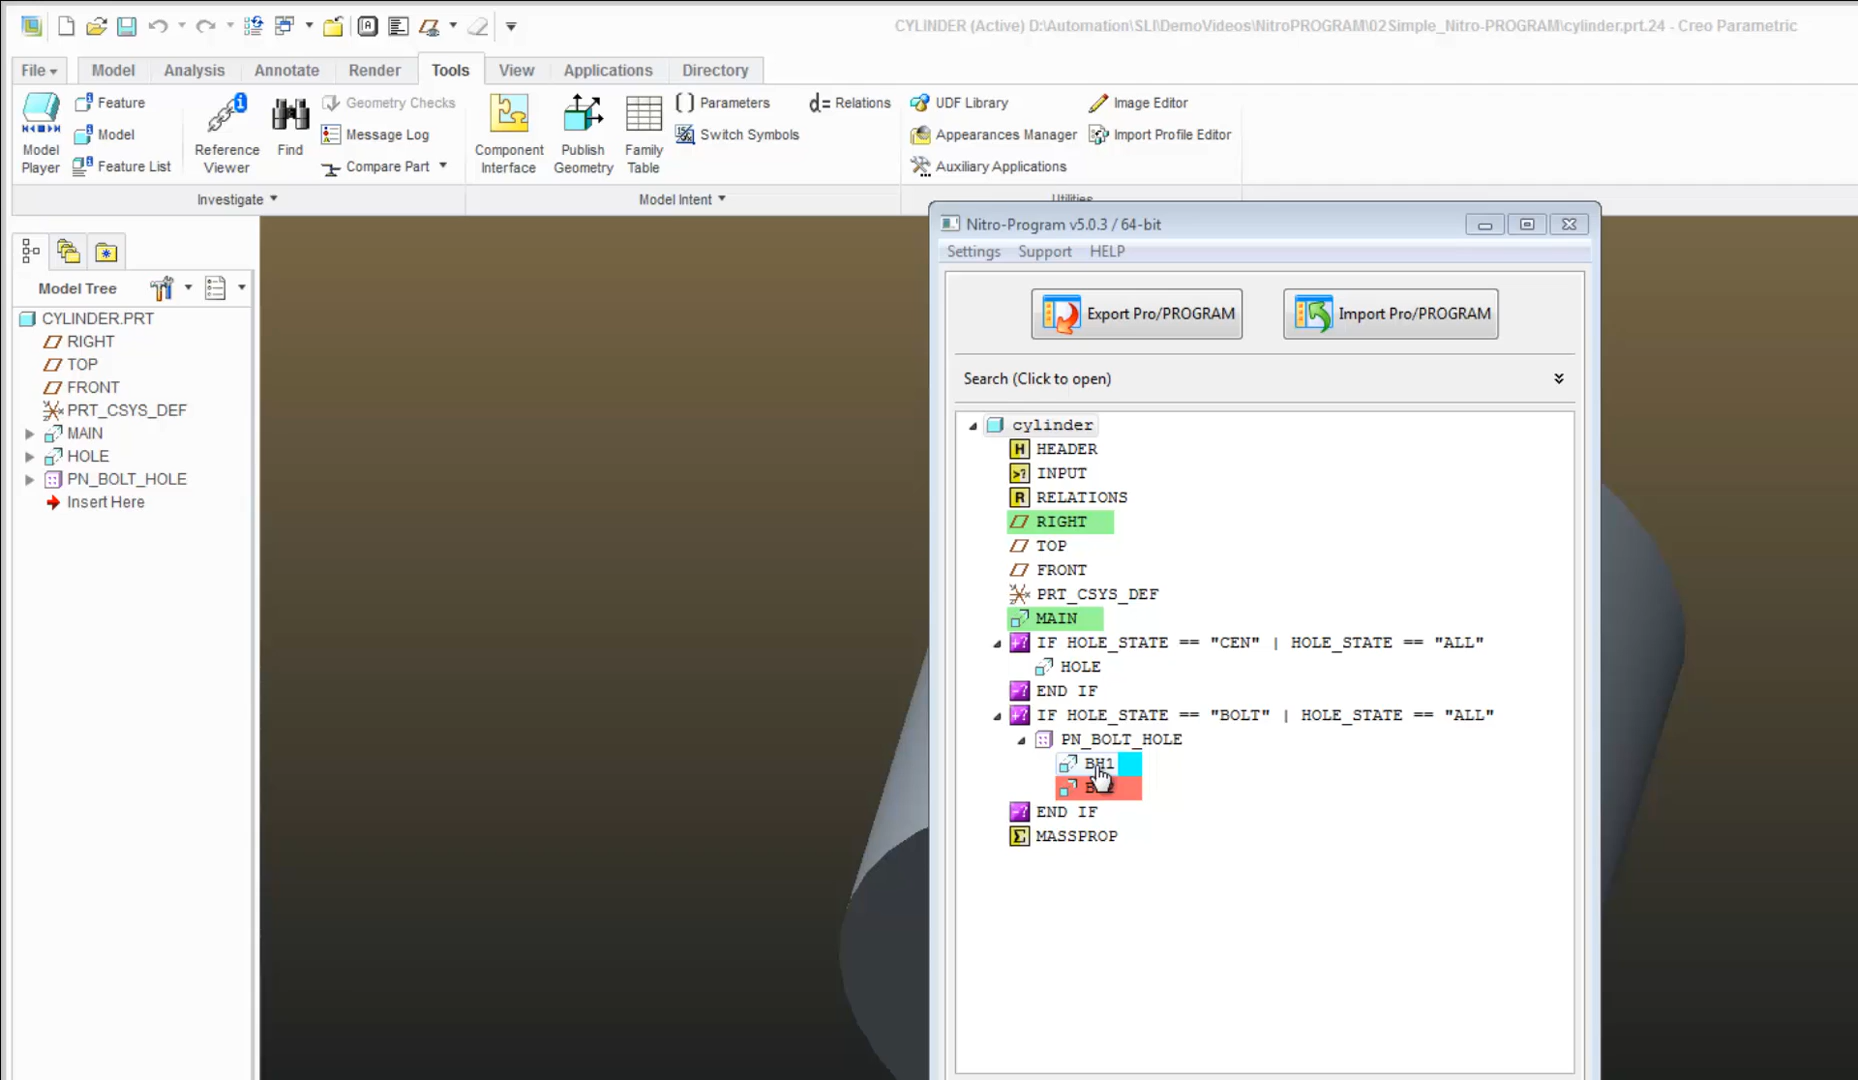 CYLINDER (Active) D:\Automation\SLI\DemoVideos\NitroPROGRAM\02Simple_Nitro-PROGRAM\cylinder.prt.24 - Creo Parametric
File Model Analysis Annotate Render Tools View Applications Directory
Model Player
Feature
Model
Feature List
Reference Viewer
Find
Geometry Checks
Message Log
Compare Part
Component Interface
Publish Geometry
Family Table
Parameters
Switch Symbols
d= Relations
UDF Library
Appearances Manager
Auxiliary Applications
Image Editor
Import Profile Editor
Investigate
Model Intent
Utilities
Model Tree
CYLINDER.PRT
RIGHT
TOP
FRONT
PRT_CSYS_DEF
MAIN
HOLE
PN_BOLT_HOLE
Insert Here
Nitro-Program v5.0.3 / 64-bit
Settings Support HELP
Export Pro/PROGRAM
Import Pro/PROGRAM
Search (Click to open)
cylinder
H HEADER
>? INPUT
R RELATIONS
RIGHT
TOP
FRONT
PRT_CSYS_DEF
MAIN
+? IF HOLE_STATE == "CEN" | HOLE_STATE == "ALL"
HOLE
-? END IF
+? IF HOLE_STATE == "BOLT" | HOLE_STATE == "ALL"
PN_BOLT_HOLE
BH1
-? END IF
Σ MASSPROP